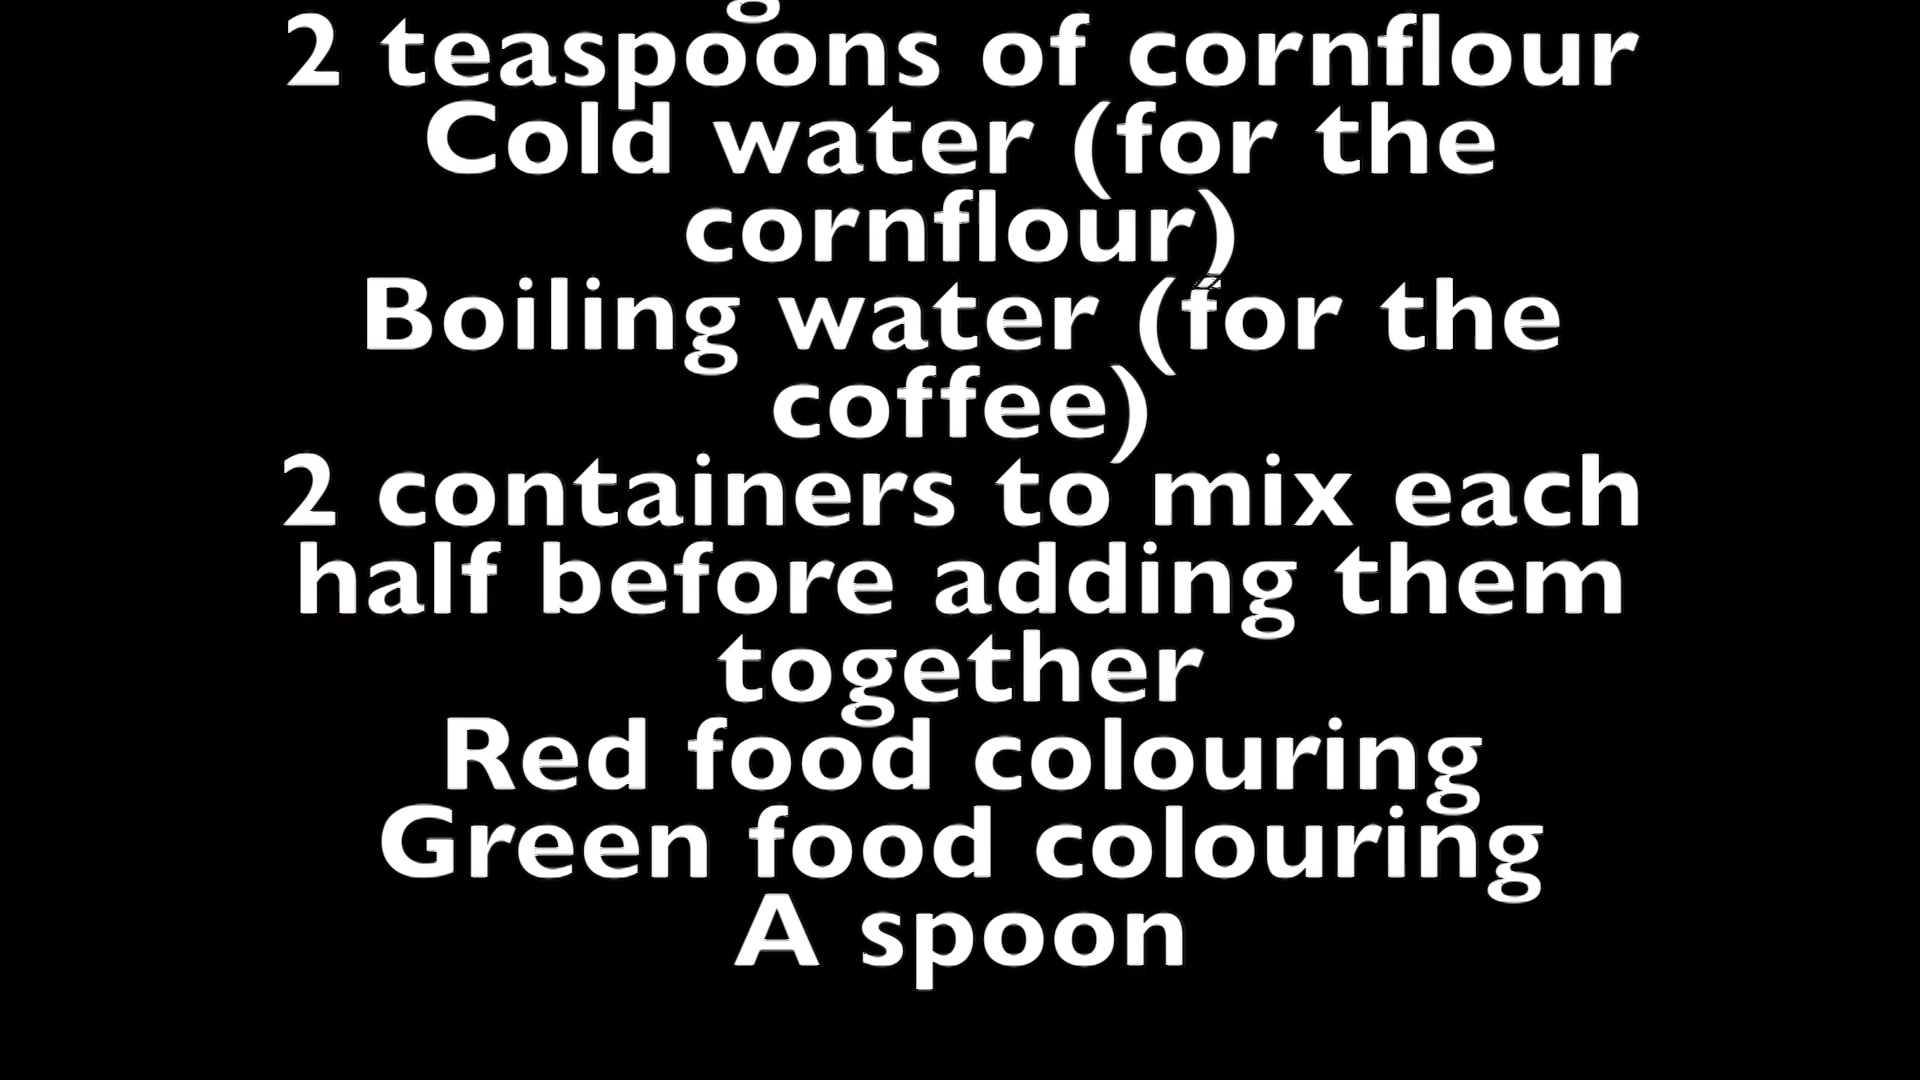 2 teaspoons of cornflour
Cold water (for the
cornflour)
Boiling water (for the
coffee)
2 containers to mix each
half before adding them
together
Red food colouring
Green food colouring
A spoon